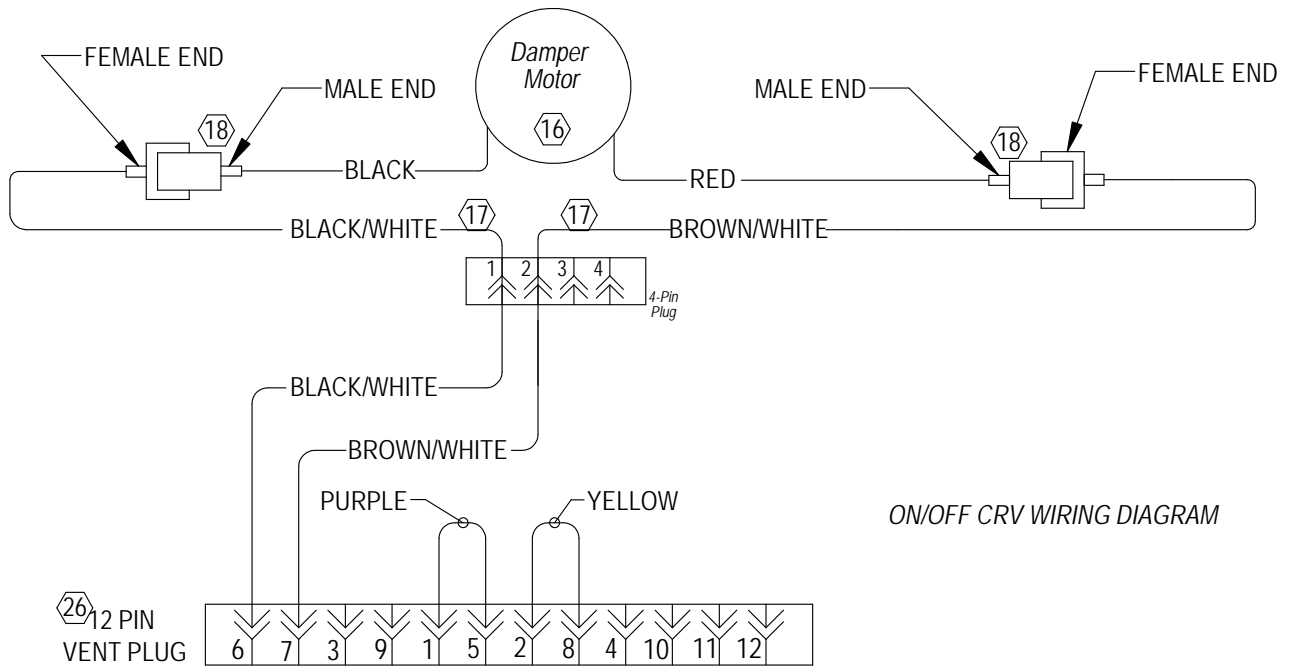 Damper
Motor
16
FEMALE END
MALE END
18
BLACK
MALE END
FEMALE END
18
RED
BLACK/WHITE
17
17
BROWN/WHITE
1 2 3 4
4-Pin
Plug
BLACK/WHITE
BROWN/WHITE
PURPLE
YELLOW
ON/OFF CRV WIRING DIAGRAM
26 12 PIN
VENT PLUG
6 7 3 9 1 5 2 8 4 10 11 12